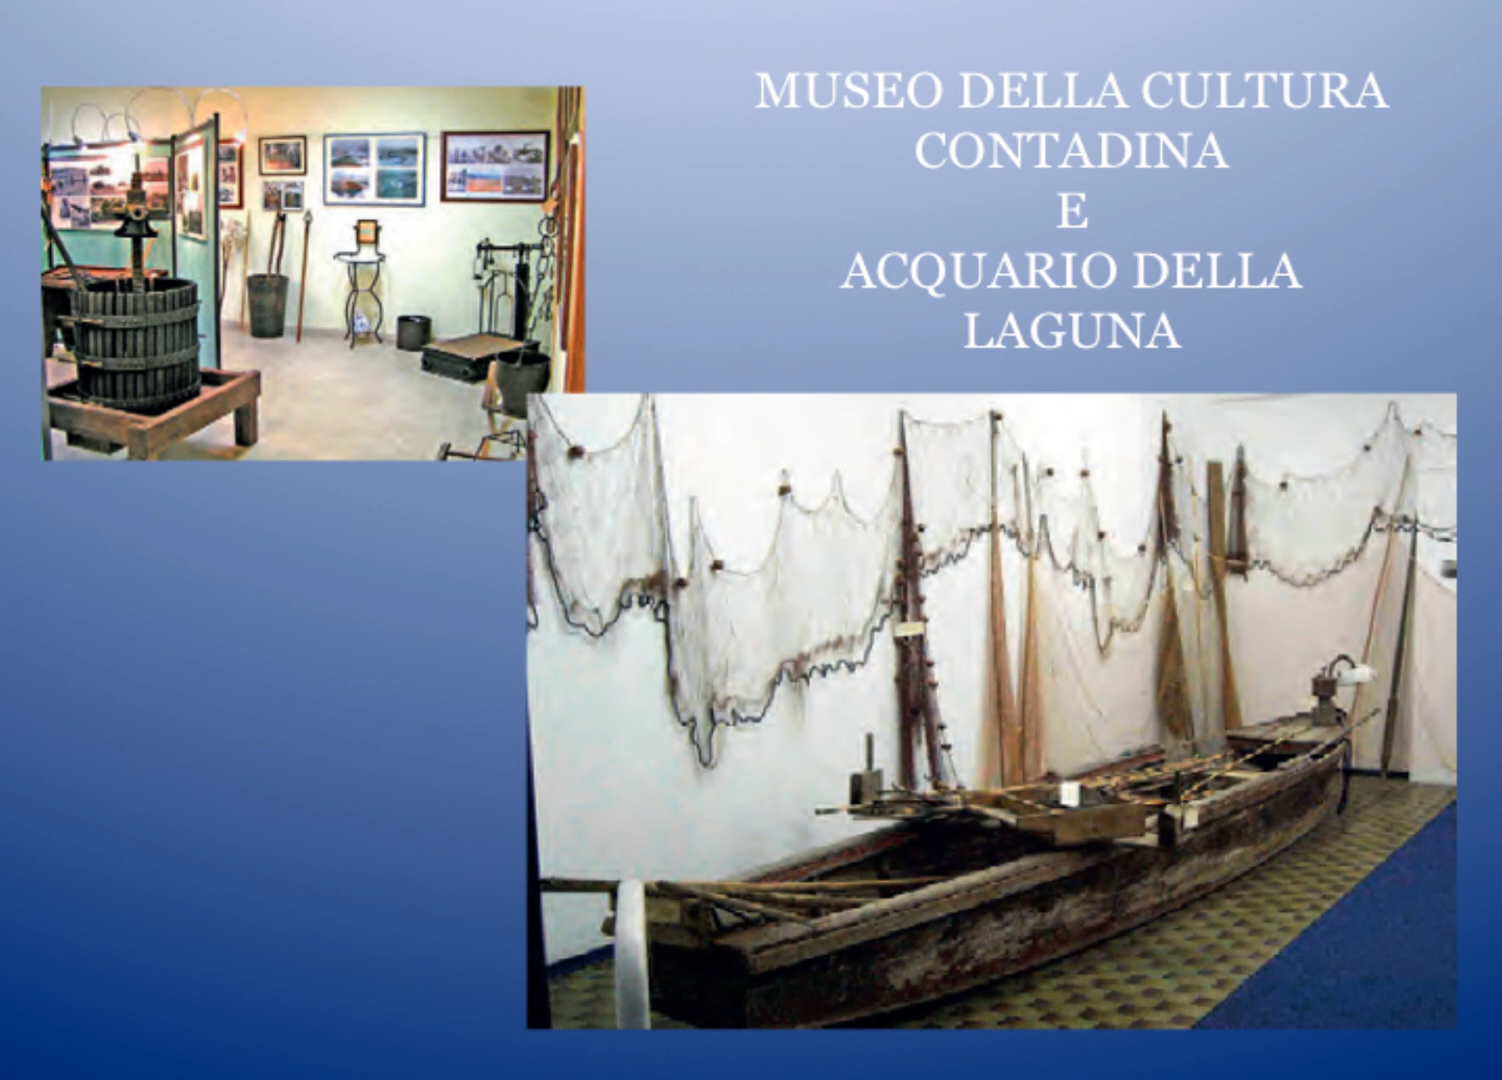 MUSEO DELLA CULTURA
CONTADINA
E
ACQUARIO DELLA
LAGUNA